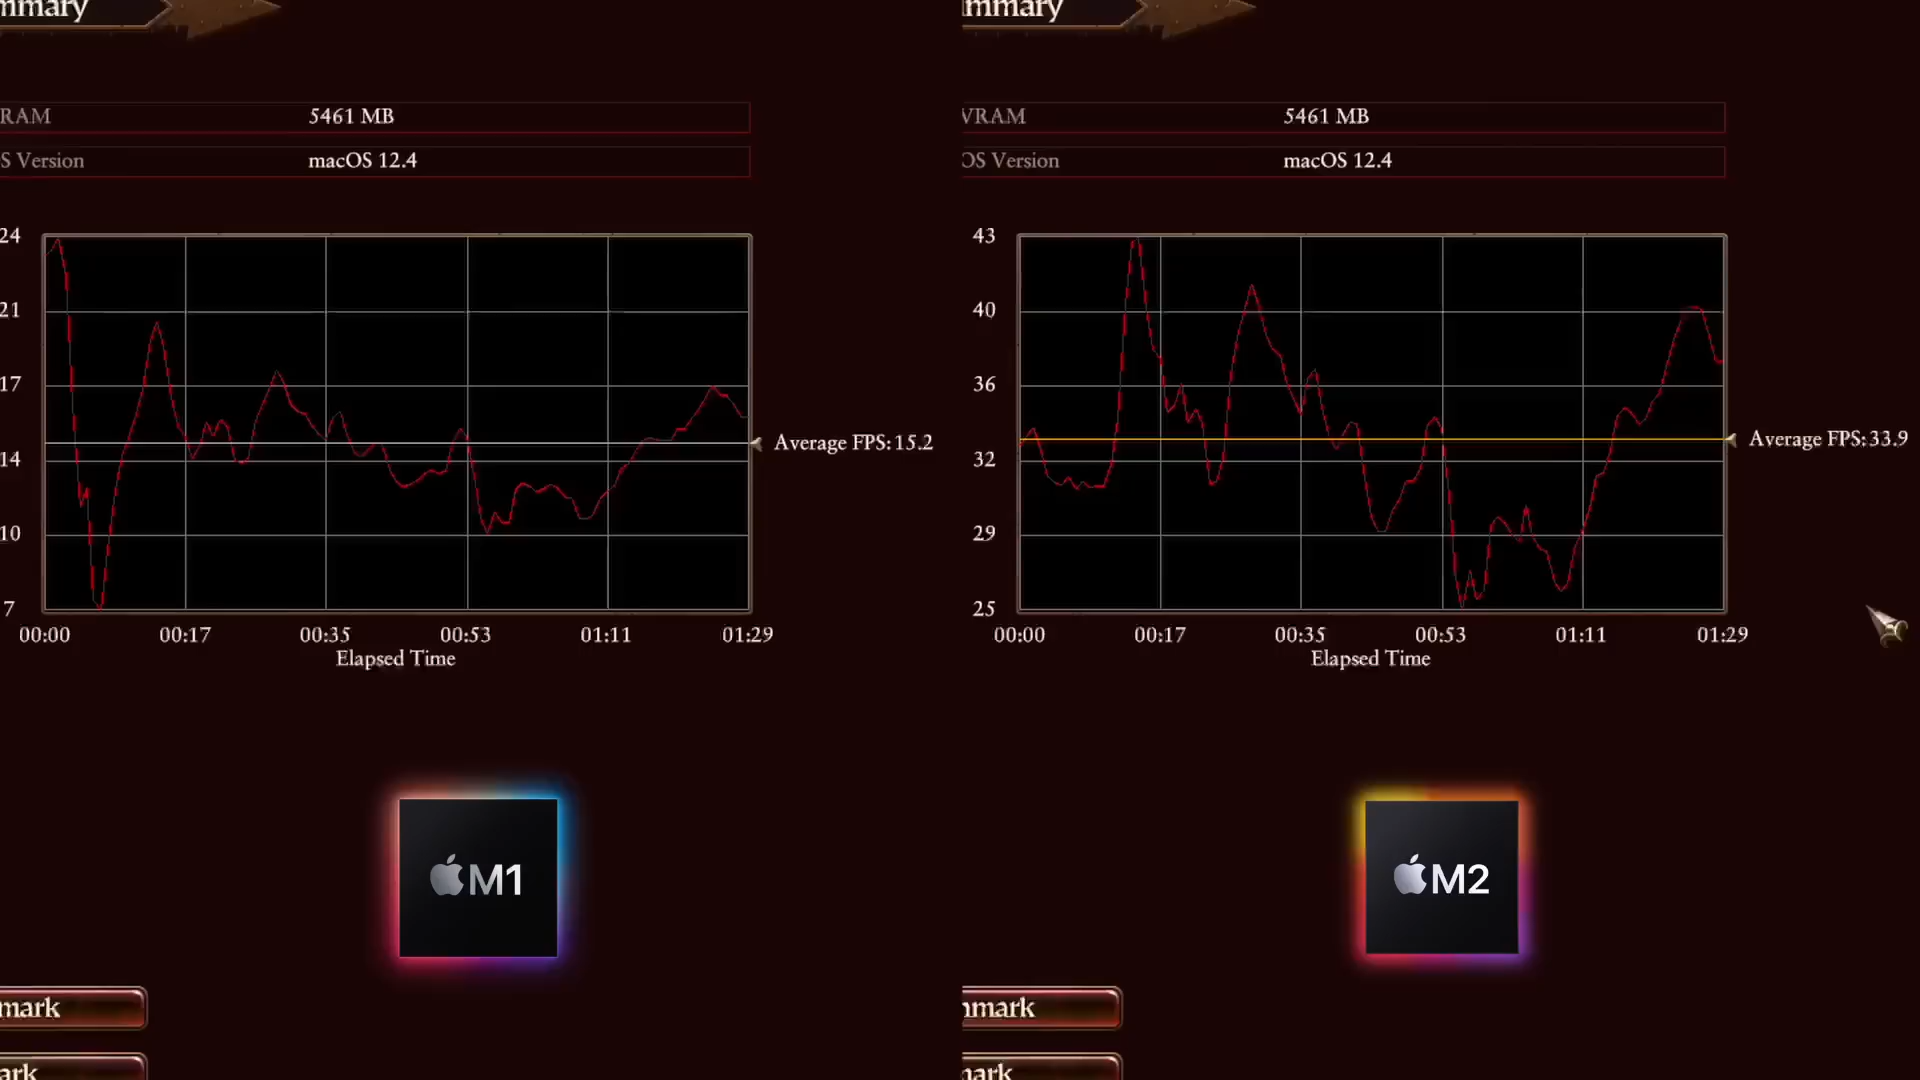 mmary
RAM 5461 MB
S Version macOS 12.4
24
21
17
14
10
7
Average FPS: 15.2
00:00 00:17 00:35 00:53 01:11 01:29
Elapsed Time
M1
mark
ark
mmary
VRAM 5461 MB
OS Version macOS 12.4
43
40
36
32
29
25
Average FPS: 33.9
00:00 00:17 00:35 00:53 01:11 01:29
Elapsed Time
M2
nmark
mark